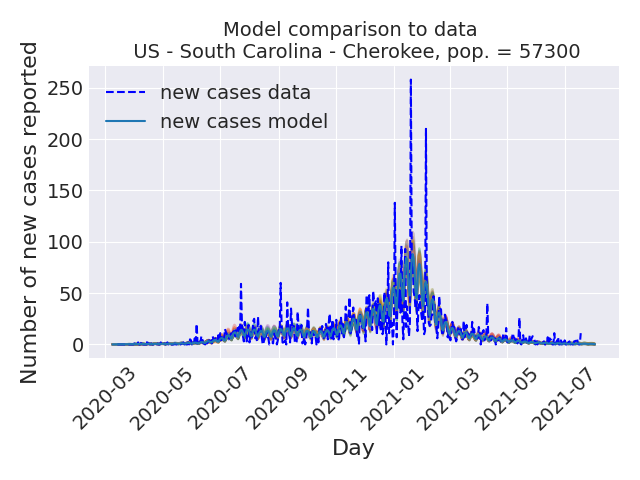 Model comparison to data
US - South Carolina - Cherokee, pop. = 57300
new cases data
new cases model
Number of new cases reported
250
200
150
100
50
0
2020-03
2020-05
2020-07
2020-09
2020-11
2021-01
2021-03
2021-05
2021-07
Day